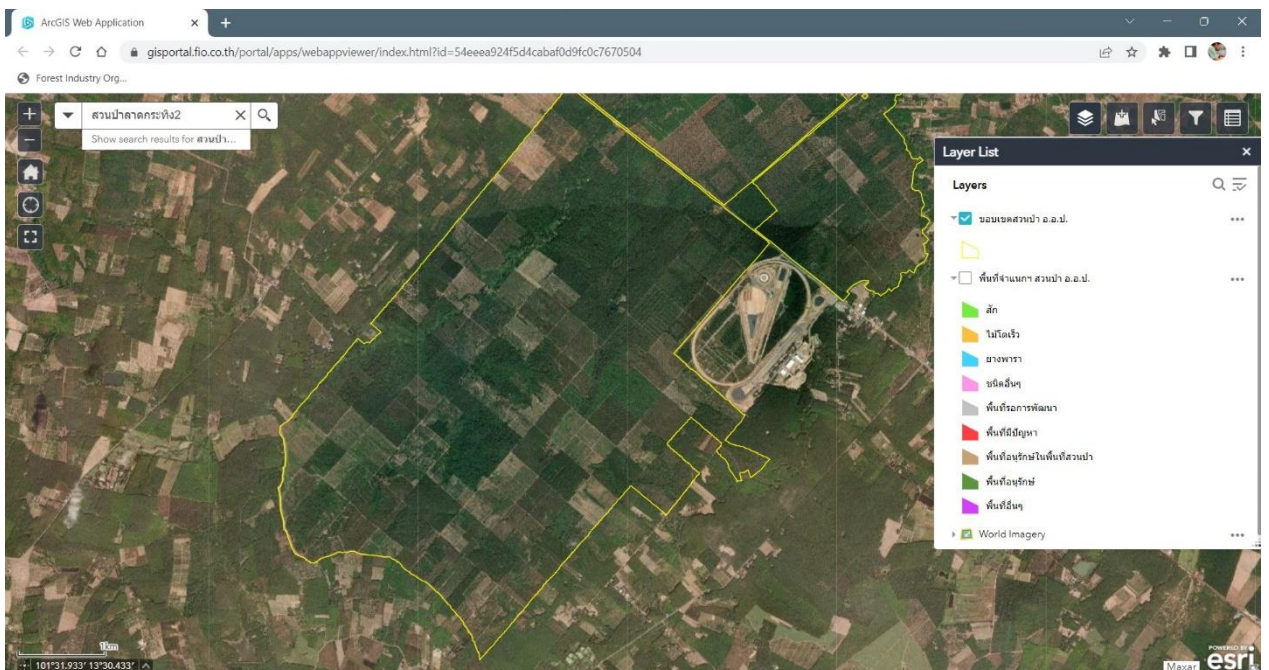 ArcGIS Web Application
gisportal.fio.co.th/portal/apps/webappviewer/index.html?id=54eeea924f5d4cabaf0d9fc0c7670504
Forest Industry Org...
สวนป่าลาดกระทิง2
Show search results for สวนป่า...
Layer List
Layers
ขอบเขตสวนป่า อ.อ.ป.
พื้นที่จำแนกฯ สวนป่า อ.อ.ป.
สัก
ไม้โตเร็ว
ยางพารา
ชนิดอื่นๆ
พื้นที่รอการพัฒนา
พื้นที่มีปัญหา
พื้นที่อนุรักษ์ในพื้นที่สวนป่า
พื้นที่อนุรักษ์
พื้นที่อื่นๆ
World Imagery
1km
101°31.933' 13°30.433'
Maxar
POWERED BY
esri